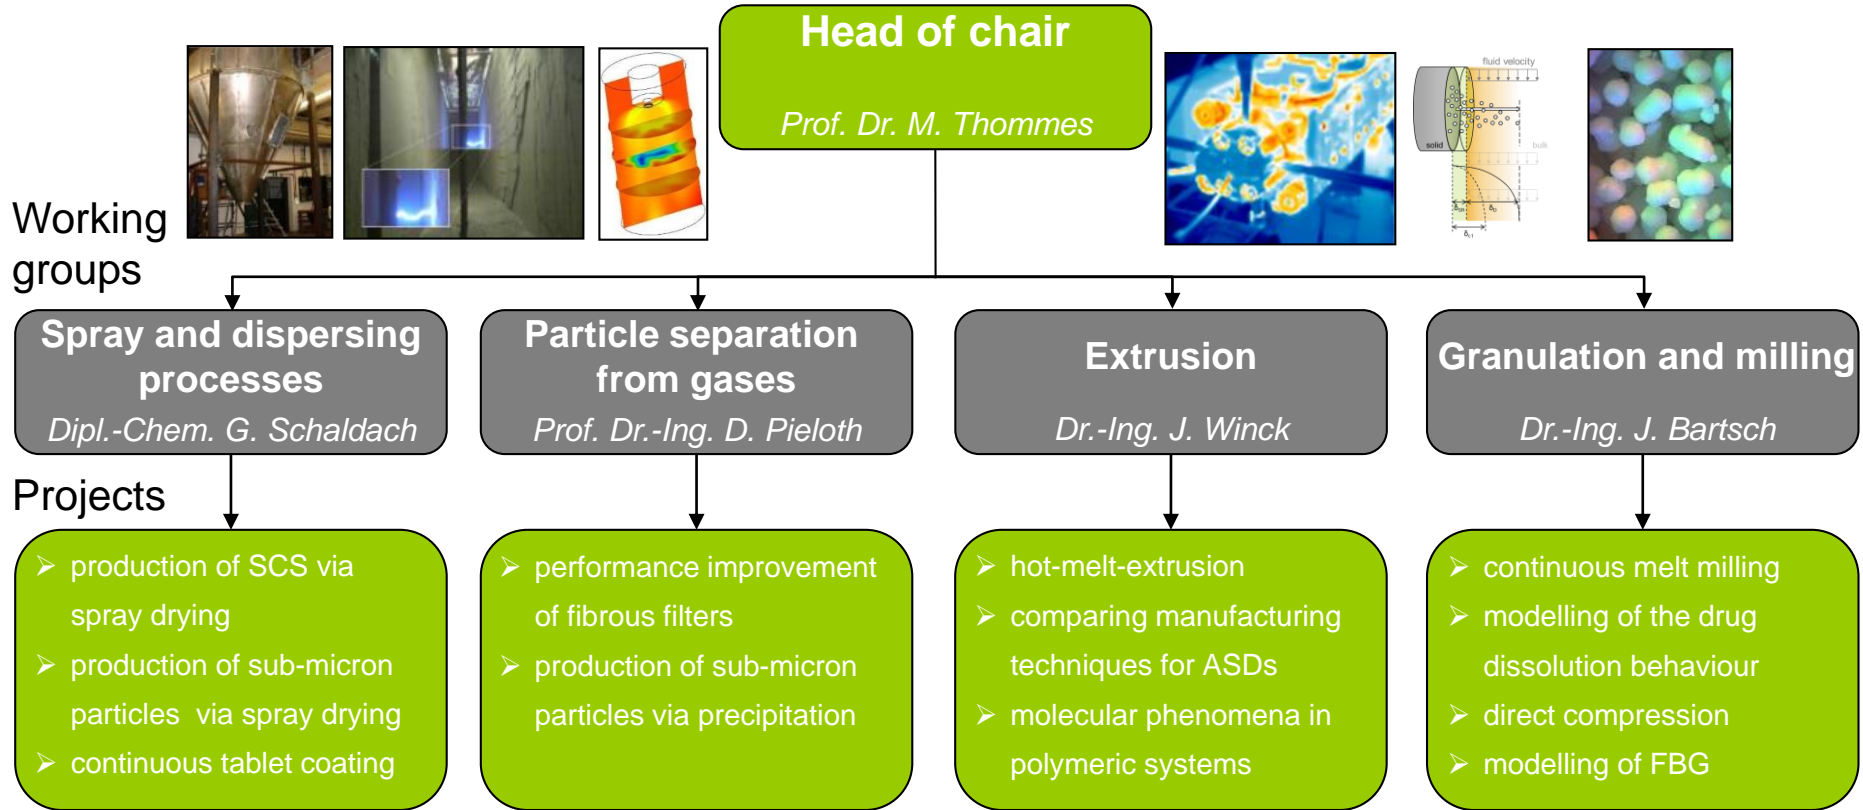 Head of chair
Prof. Dr. M. Thommes
fluid velocity
solid
bulk
δSR
δD
δc1
Working
groups
Spray and dispersing
processes
Dipl.-Chem. G. Schaldach
Particle separation
from gases
Prof. Dr.-Ing. D. Pieloth
Extrusion
Dr.-Ing. J. Winck
Granulation and milling
Dr.-Ing. J. Bartsch
Projects
➢ production of SCS via
spray drying
➢ production of sub-micron
particles via spray drying
➢ continuous tablet coating
➢ performance improvement
of fibrous filters
➢ production of sub-micron
particles via precipitation
➢ hot-melt-extrusion
➢ comparing manufacturing
techniques for ASDs
➢ molecular phenomena in
polymeric systems
➢ continuous melt milling
➢ modelling of the drug
dissolution behaviour
➢ direct compression
➢ modelling of FBG